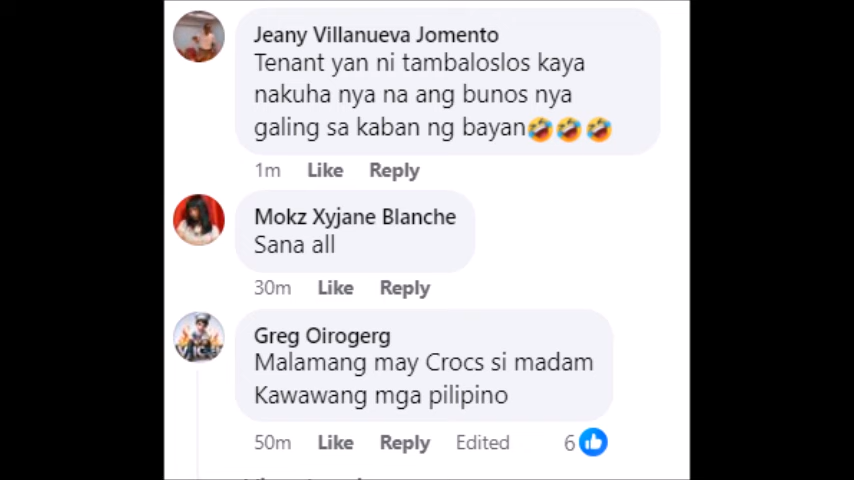 Jeany Villanueva Jomento
Tenant yan ni tambaloslos kaya
nakuha nya na ang bunos nya
galing sa kaban ng bayan🤣🤣🤣
1m Like Reply
Mokz Xyjane Blanche
Sana all
30m Like Reply
Greg Oirogerg
Malamang may Crocs si madam
Kawawang mga pilipino
50m Like Reply Edited 6